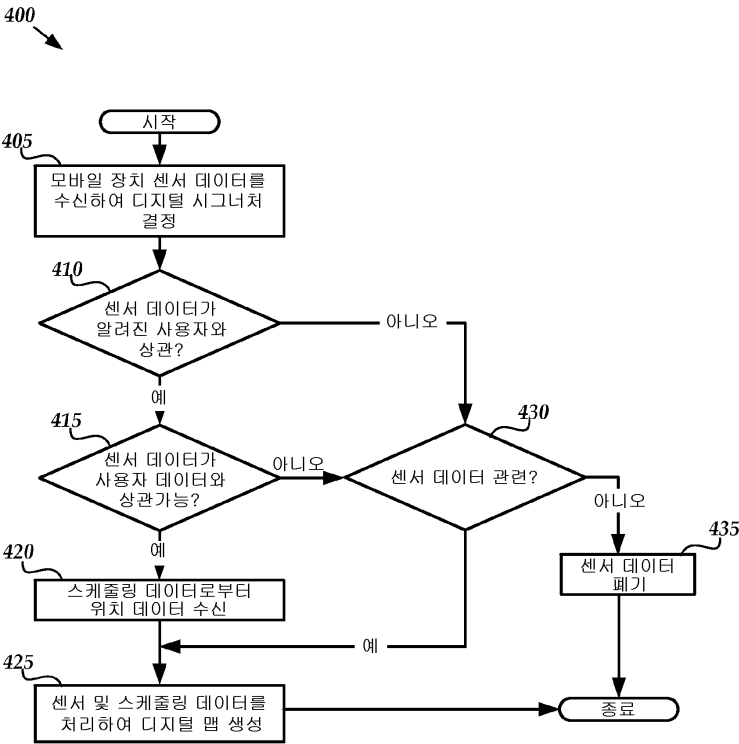 400
시작
405
모바일 장치 센서 데이터를
수신하여 디지털 시그너처
결정
410
센서 데이터가
알려진 사용자와
상관?
아니오
예
415
센서 데이터가
사용자 데이터와
상관가능?
아니오
430
센서 데이터 관련?
아니오
예
420
스케줄링 데이터로부터
위치 데이터 수신
435
센서 데이터
폐기
예
425
센서 및 스케줄링 데이터를
처리하여 디지털 맵 생성
종료